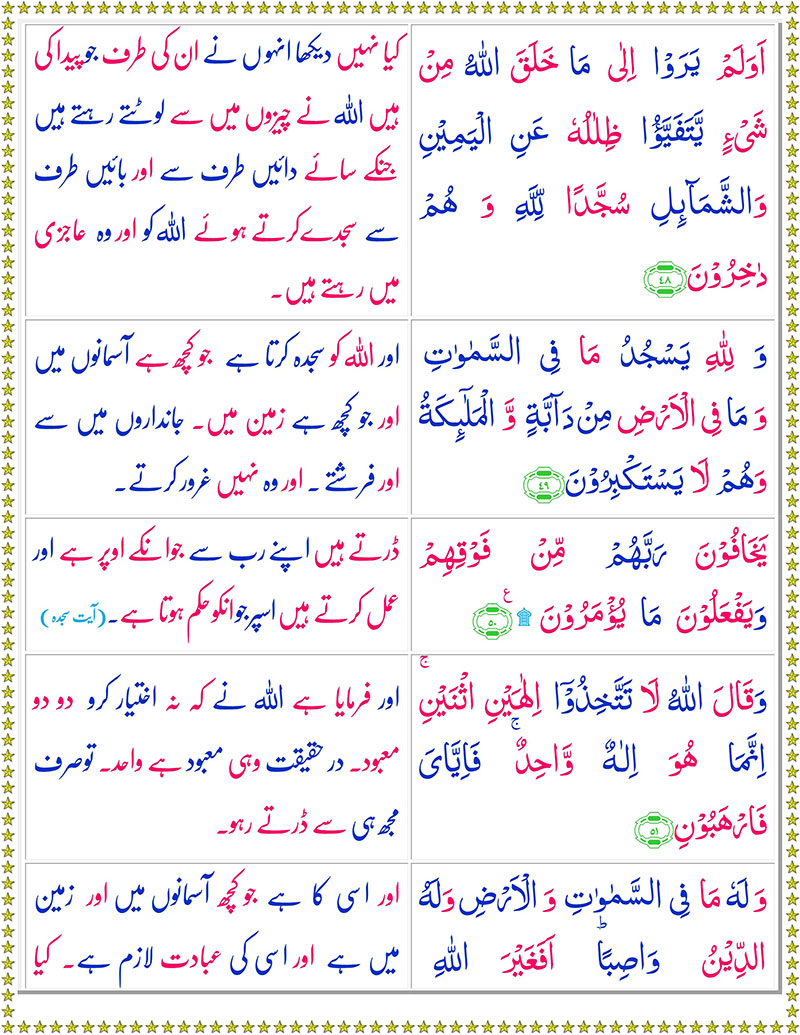 اَوَلَمْ يَرَوْا اِلٰى مَا خَلَقَ اللّٰهُ مِنْ
شَىْءٍ يَّتَفَيَّؤُا ظِلٰلُهٗ عَنِ الْيَمِيْنِ
وَالشَّمَآىِٕلِ سُجَّدًا لِّلّٰهِ وَ هُمْ
دٰخِرُوْنَ ۴۸
کیا نہیں دیکھا انہوں نے ان کی طرف جو پیدا کی
ہیں اللہ نے چیزوں میں سے لوٹتے رہتے ہیں
جنکے سائے دائیں طرف سے اور بائیں طرف
سے سجدے کرتے ہوئے اللہ کو اور وہ عاجزی
میں رہتے ہیں۔
وَ لِلّٰهِ يَسْجُدُ مَا فِى السَّمٰوٰتِ
وَ مَا فِى الْاَرْضِ مِنْ دَآبَّةٍ وَّ الْمَلٰٓىِٕكَةُ
وَهُمْ لَا يَسْتَكْبِرُوْنَ ۴۹
اور اللہ کو سجدہ کرتا ہے جو کچھ ہے آسمانوں میں
اور جو کچھ ہے زمین میں۔ جانداروں میں سے
اور فرشتے ۔ اور وہ نہیں غرور کرتے۔
يَخَافُوْنَ رَبَّهُمْ مِّنْ فَوْقِهِمْ
وَيَفْعَلُوْنَ مَا يُؤْمَرُوْنَ ۩ ۵۰ ع
ڈرتے ہیں اپنے رب سے جو انکے اوپر ہے اور
عمل کرتے ہیں اسپر جو انکو حکم ہوتا ہے۔ (آیت سجدہ)
وَقَالَ اللّٰهُ لَا تَتَّخِذُوْٓا اِلٰهَيْنِ اثْنَيْنِ ۚ
اِنَّمَا هُوَ اِلٰهٌ وَّاحِدٌ ۚ فَاِيَّاىَ
فَارْهَبُوْنِ ۵۱
اور فرمایا ہے اللہ نے کہ نہ اختیار کرو دو دو
معبود۔ در حقیقت وہی معبود ہے واحد۔ تو صرف
مجھ ہی سے ڈرتے رہو۔
وَلَهٗ مَا فِى السَّمٰوٰتِ وَ الْاَرْضِ وَلَهُ
الدِّيْنُ وَاصِبًا ؕ اَفَغَيْرَ اللّٰهِ
اور اسی کا ہے جو کچھ آسمانوں میں اور زمین
میں ہے اور اسی کی عبادت لازم ہے۔ کیا